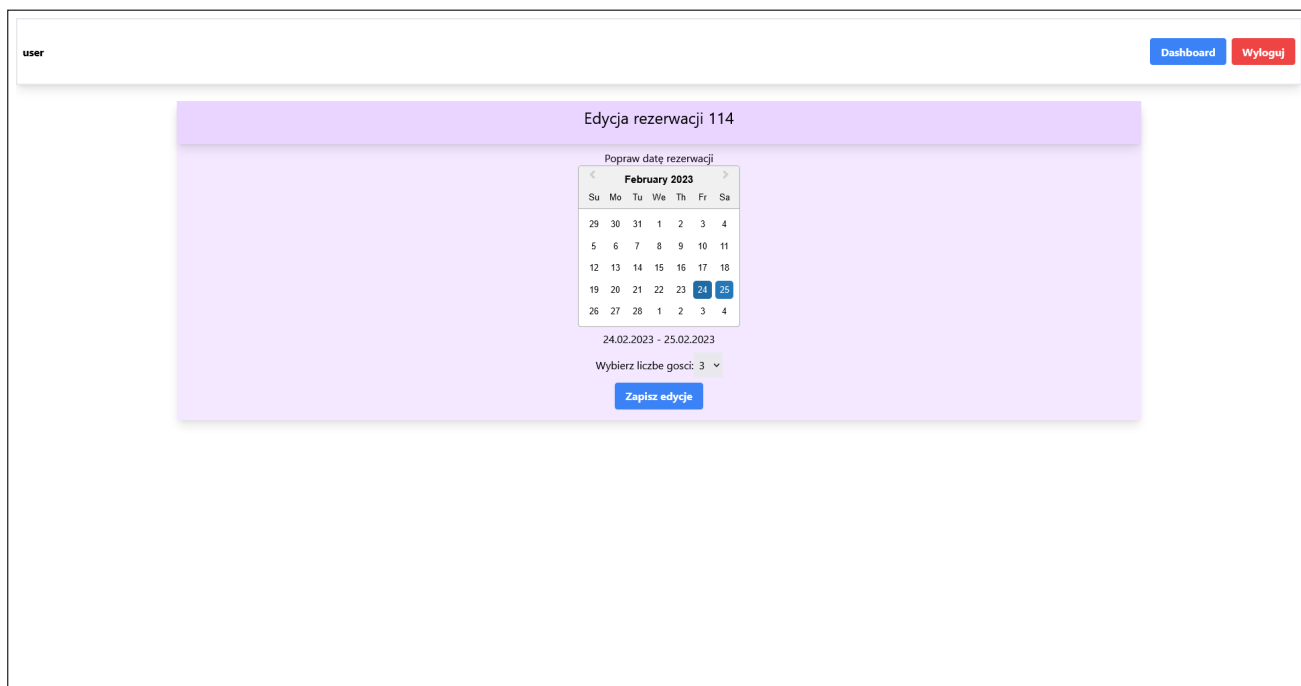 user
Dashboard Wyloguj
Edycja rezerwacji 114
Popraw datę rezerwacji
February 2023
Su Mo Tu We Th Fr Sa
29 30 31 1 2 3 4
5 6 7 8 9 10 11
12 13 14 15 16 17 18
19 20 21 22 23 24 25
26 27 28 1 2 3 4
24.02.2023 - 25.02.2023
Wybierz liczbe gosci: 3
Zapisz edycje